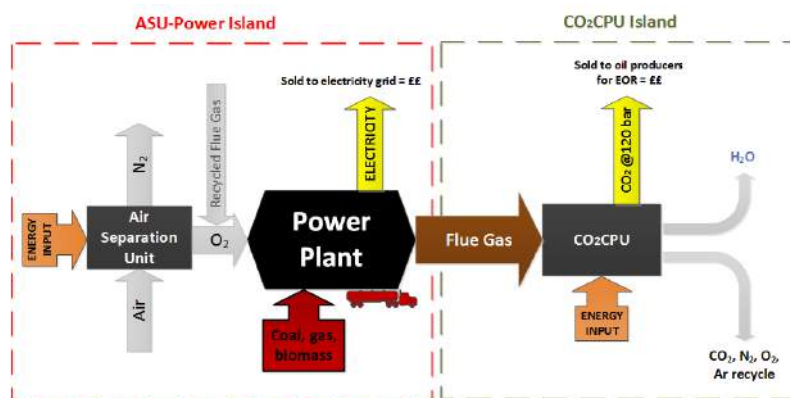 ASU-Power Island
CO₂CPU Island
Sold to electricity grid = ££
Sold to oil producers
for EOR = ££
N₂
Recycled Flue Gas
ELECTRICITY
CO₂ @120 bar
H₂O
ENERGY
INPUT
Air
Separation
Unit
O₂
Power
Plant
Flue Gas
CO₂CPU
Air
Coal, gas,
biomass
ENERGY
INPUT
CO₂, N₂, O₂,
Ar recycle